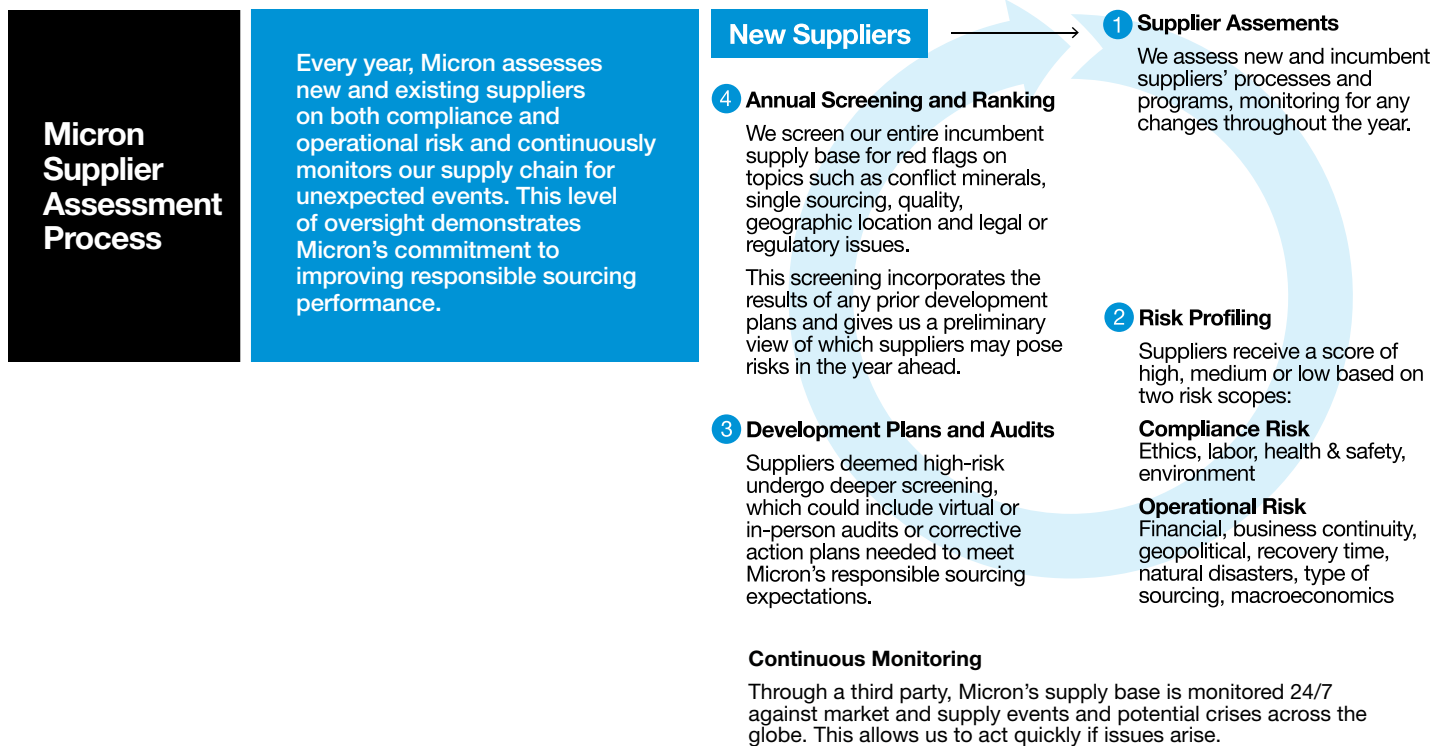 Micron
Supplier
Assessment
Process
Every year, Micron assesses
new and existing suppliers
on both compliance and
operational risk and continuously
monitors our supply chain for
unexpected events. This level
of oversight demonstrates
Micron's commitment to
improving responsible sourcing
performance.
New Suppliers
1 Supplier Assements
We assess new and incumbent
suppliers' processes and
programs, monitoring for any
changes throughout the year.
2 Risk Profiling
Suppliers receive a score of
high, medium or low based on
two risk scopes:
Compliance Risk
Ethics, labor, health & safety,
environment
Operational Risk
Financial, business continuity,
geopolitical, recovery time,
natural disasters, type of
sourcing, macroeconomics
3 Development Plans and Audits
Suppliers deemed high-risk
undergo deeper screening,
which could include virtual or
in-person audits or corrective
action plans needed to meet
Micron's responsible sourcing
expectations.
4 Annual Screening and Ranking
We screen our entire incumbent
supply base for red flags on
topics such as conflict minerals,
single sourcing, quality,
geographic location and legal or
regulatory issues.
This screening incorporates the
results of any prior development
plans and gives us a preliminary
view of which suppliers may pose
risks in the year ahead.
Continuous Monitoring
Through a third party, Micron's supply base is monitored 24/7
against market and supply events and potential crises across the
globe. This allows us to act quickly if issues arise.